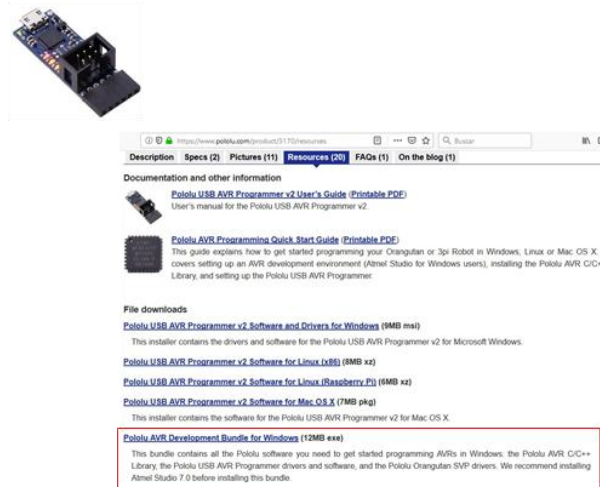 https://www.pololu.com/product/3170/resources
Buscar
Description Specs (2) Pictures (11) Resources (20) FAQs (1) On the blog (1)
Documentation and other information
Pololu USB AVR Programmer v2 User's Guide (Printable PDF)
User's manual for the Pololu USB AVR Programmer v2.
Pololu AVR Programming Quick Start Guide (Printable PDF)
This guide explains how to get started programming your Orangutan or 3pi Robot in Windows, Linux or Mac OS X.
covers setting up an AVR development environment (Atmel Studio for Windows users), installing the Pololu AVR C/C+
Library, and setting up the Pololu USB AVR Programmer.
File downloads
Pololu USB AVR Programmer v2 Software and Drivers for Windows (9MB msi)
This installer contains the drivers and software for the Pololu USB AVR Programmer v2 for Microsoft Windows.
Pololu USB AVR Programmer v2 Software for Linux (x86) (8MB xz)
Pololu USB AVR Programmer v2 Software for Linux (Raspberry Pi) (6MB xz)
Pololu USB AVR Programmer v2 Software for Mac OS X (7MB pkg)
This installer contains the software for the Pololu USB AVR Programmer v2 for Mac OS X.
Pololu AVR Development Bundle for Windows (12MB exe)
This bundle contains all the Pololu software you need to get started programming AVRs in Windows: the Pololu AVR C/C++
Library, the Pololu USB AVR Programmer drivers and software, and the Pololu Orangutan SVP drivers. We recommend installing
Atmel Studio 7.0 before installing this bundle.